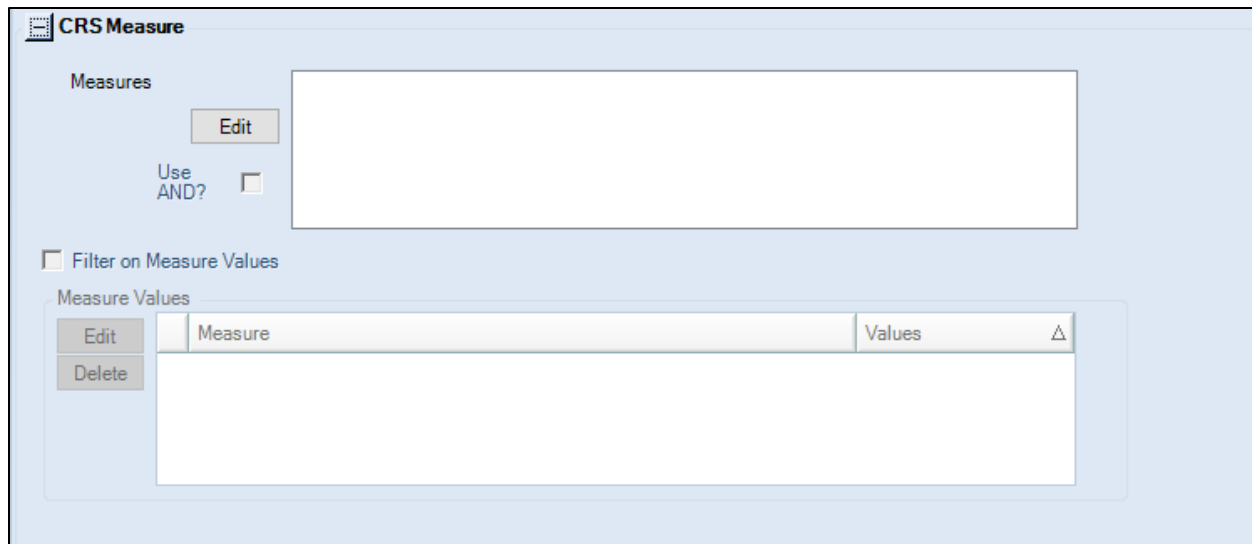 CRS Measure
Measures
Edit
Use
AND?
Filter on Measure Values
Measure Values
Edit
Measure Values
Delete